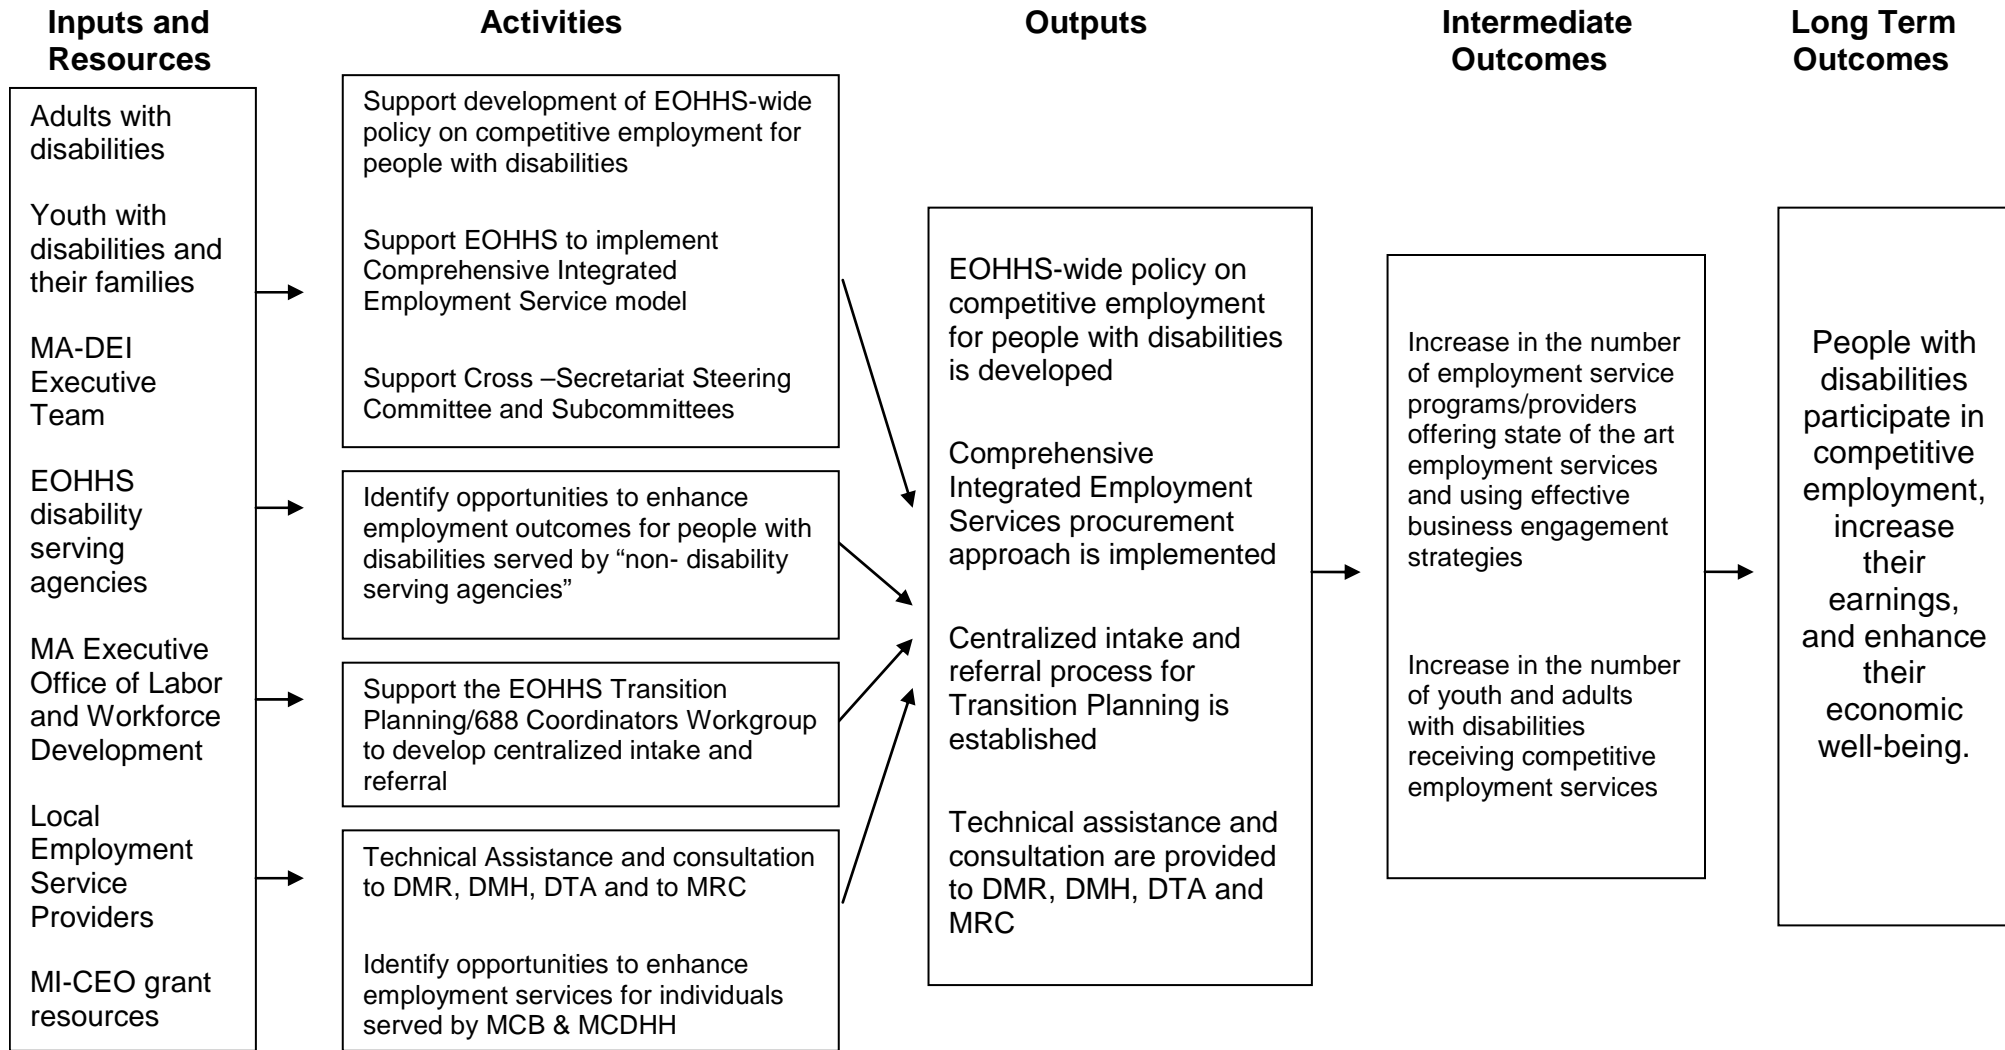 Inputs and
Resources
Activities
Outputs
Intermediate
Outcomes
Long Term
Outcomes
Adults with
disabilities
Youth with
disabilities and
their families
MA-DEI
Executive
Team
EOHHS
disability
serving
agencies
MA Executive
Office of Labor
and Workforce
Development
Local
Employment
Service
Providers
MI-CEO grant
resources
Support development of EOHHS-wide
policy on competitive employment for
people with disabilities
Support EOHHS to implement
Comprehensive Integrated
Employment Service model
Support Cross –Secretariat Steering
Committee and Subcommittees
Identify opportunities to enhance
employment outcomes for people with
disabilities served by “non- disability
serving agencies”
Support the EOHHS Transition
Planning/688 Coordinators Workgroup
to develop centralized intake and
referral
Technical Assistance and consultation
to DMR, DMH, DTA and to MRC
Identify opportunities to enhance
employment services for individuals
served by MCB & MCDHH
EOHHS-wide policy on
competitive employment
for people with disabilities
is developed
Comprehensive
Integrated Employment
Services procurement
approach is implemented
Centralized intake and
referral process for
Transition Planning is
established
Technical assistance and
consultation are provided
to DMR, DMH, DTA and
MRC
Increase in the number
of employment service
programs/providers
offering state of the art
employment services
and using effective
business engagement
strategies
Increase in the number
of youth and adults
with disabilities
receiving competitive
employment services
People with
disabilities
participate in
competitive
employment,
increase
their
earnings,
and enhance
their
economic
well-being.